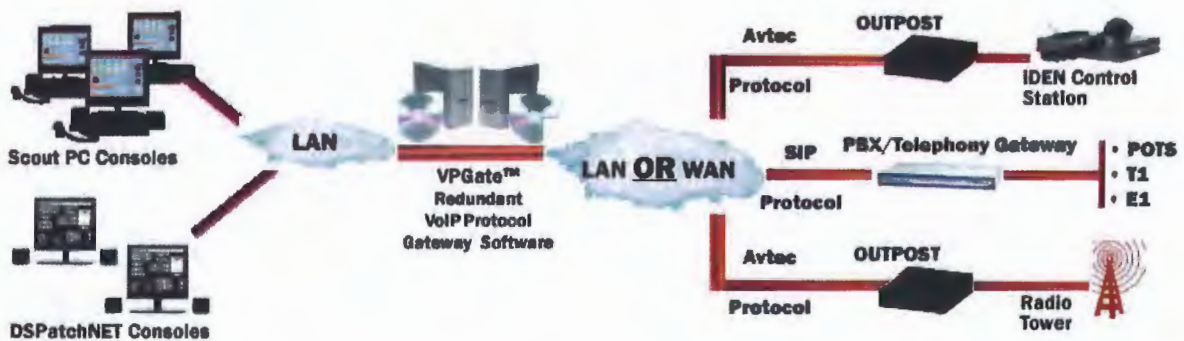 Scout PC Consoles
DSPatchNET Consoles
LAN
VPGate™
Redundant
VoIP Protocol
Gateway Software
LAN OR WAN
Avtec
Protocol
OUTPOST
iDEN Control
Station
SIP
Protocol
PBX/Telephony Gateway
• POTS
• T1
• E1
Avtec
Protocol
OUTPOST
Radio
Tower